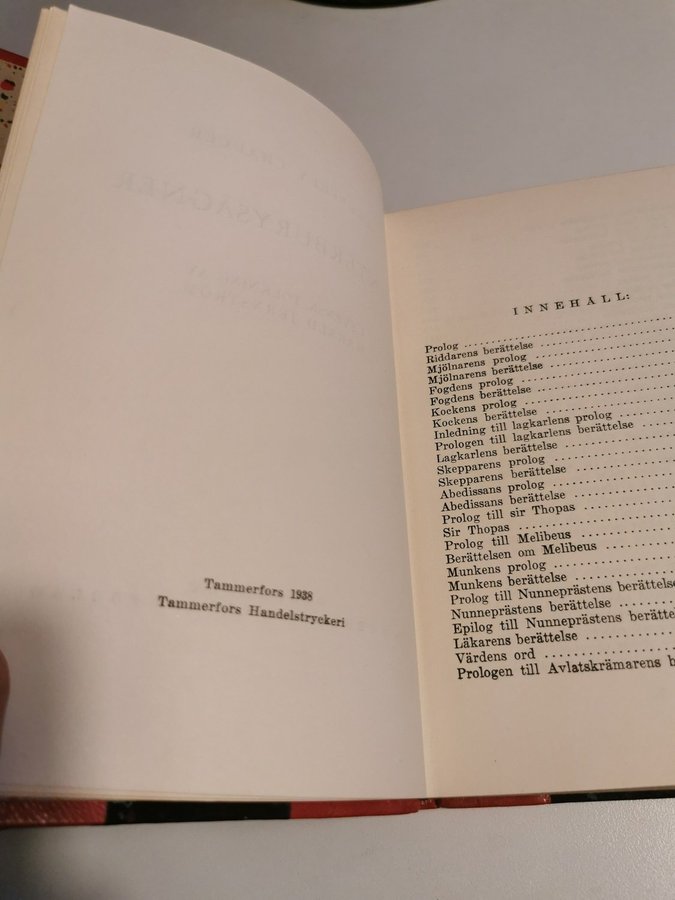 Tammerfors 1938
Tammerfors Handelstryckeri
INNEHALL:
Prolog
Riddarens berättelse
Mjölnarens prolog
Mjölnarens berättelse
Fogdens prolog
Fogdens berättelse
Kockens prolog
Kockens berättelse
Inledning till lagkarlens prolog
Prologen till lagkarlens berättelse
Lagkarlens berättelse
Skepparens prolog
Skepparens berättelse
Abedissans prolog
Abedissans berättelse
Prolog till sir Thopas
Sir Thopas
Prolog till Melibeus
Berättelsen om Melibeus
Munkens prolog
Munkens berättelse
Prolog till Nunneprästens berättelse
Nunneprästens berättelse
Epilog till Nunneprästens berätte
Läkarens berättelse
Värdens ord
Prologen till Avlatskrämarens b